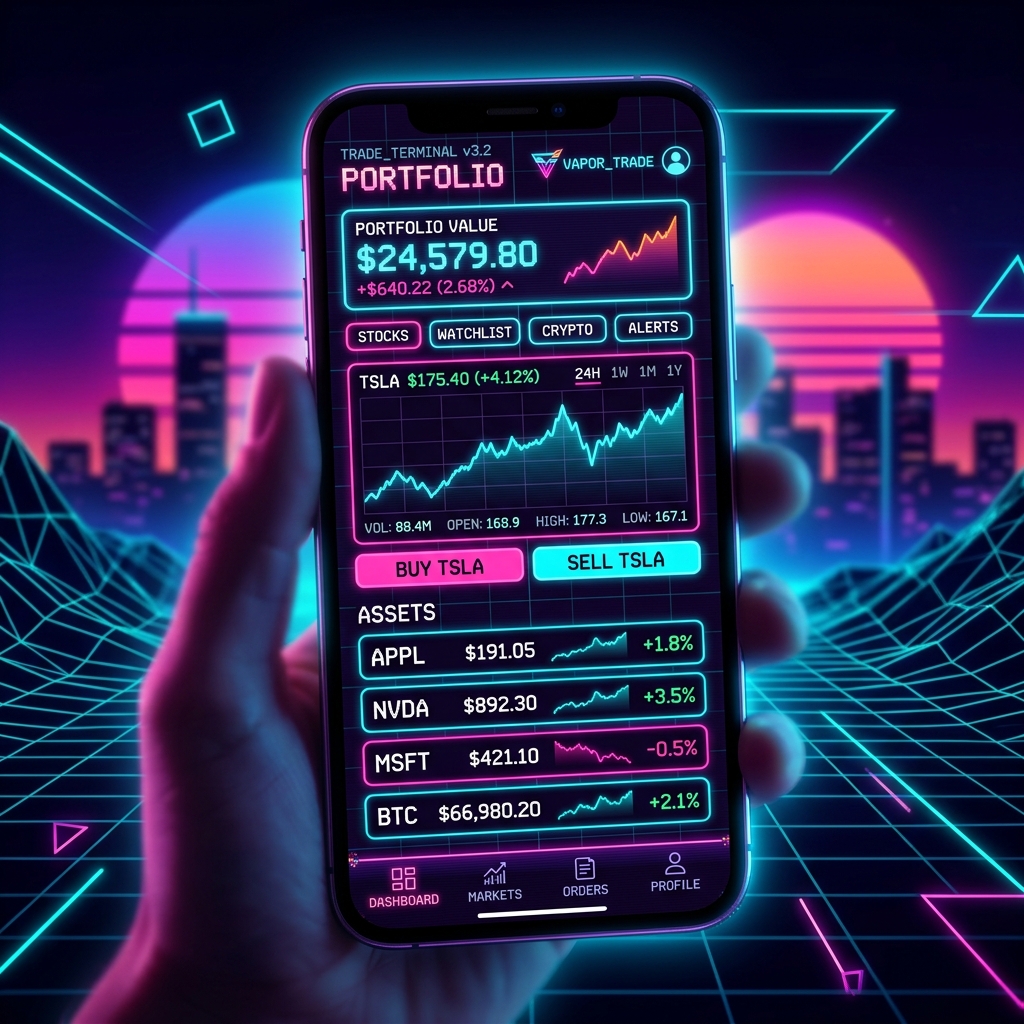 TRADE_TERMINAL v3.2
PORTFOLIO
VAPOR_TRADE
PORTFOLIO VALUE
$24,579.80
+$640.22 (2.68%)
STOCKS
WATCHLIST
CRYPTO
ALERTS
TSLA $175.40 (+4.12%)
24H 1W 1M 1Y
VOL: 88.4M OPEN: 168.9 HIGH: 177.3 LOW: 167.1
BUY TSLA
SELL TSLA
ASSETS
APPL $191.05 +1.8%
NVDA $892.30 +3.5%
MSFT $421.10 -0.5%
BTC $66,980.20 +2.1%
DASHBOARD
MARKETS
ORDERS
PROFILE